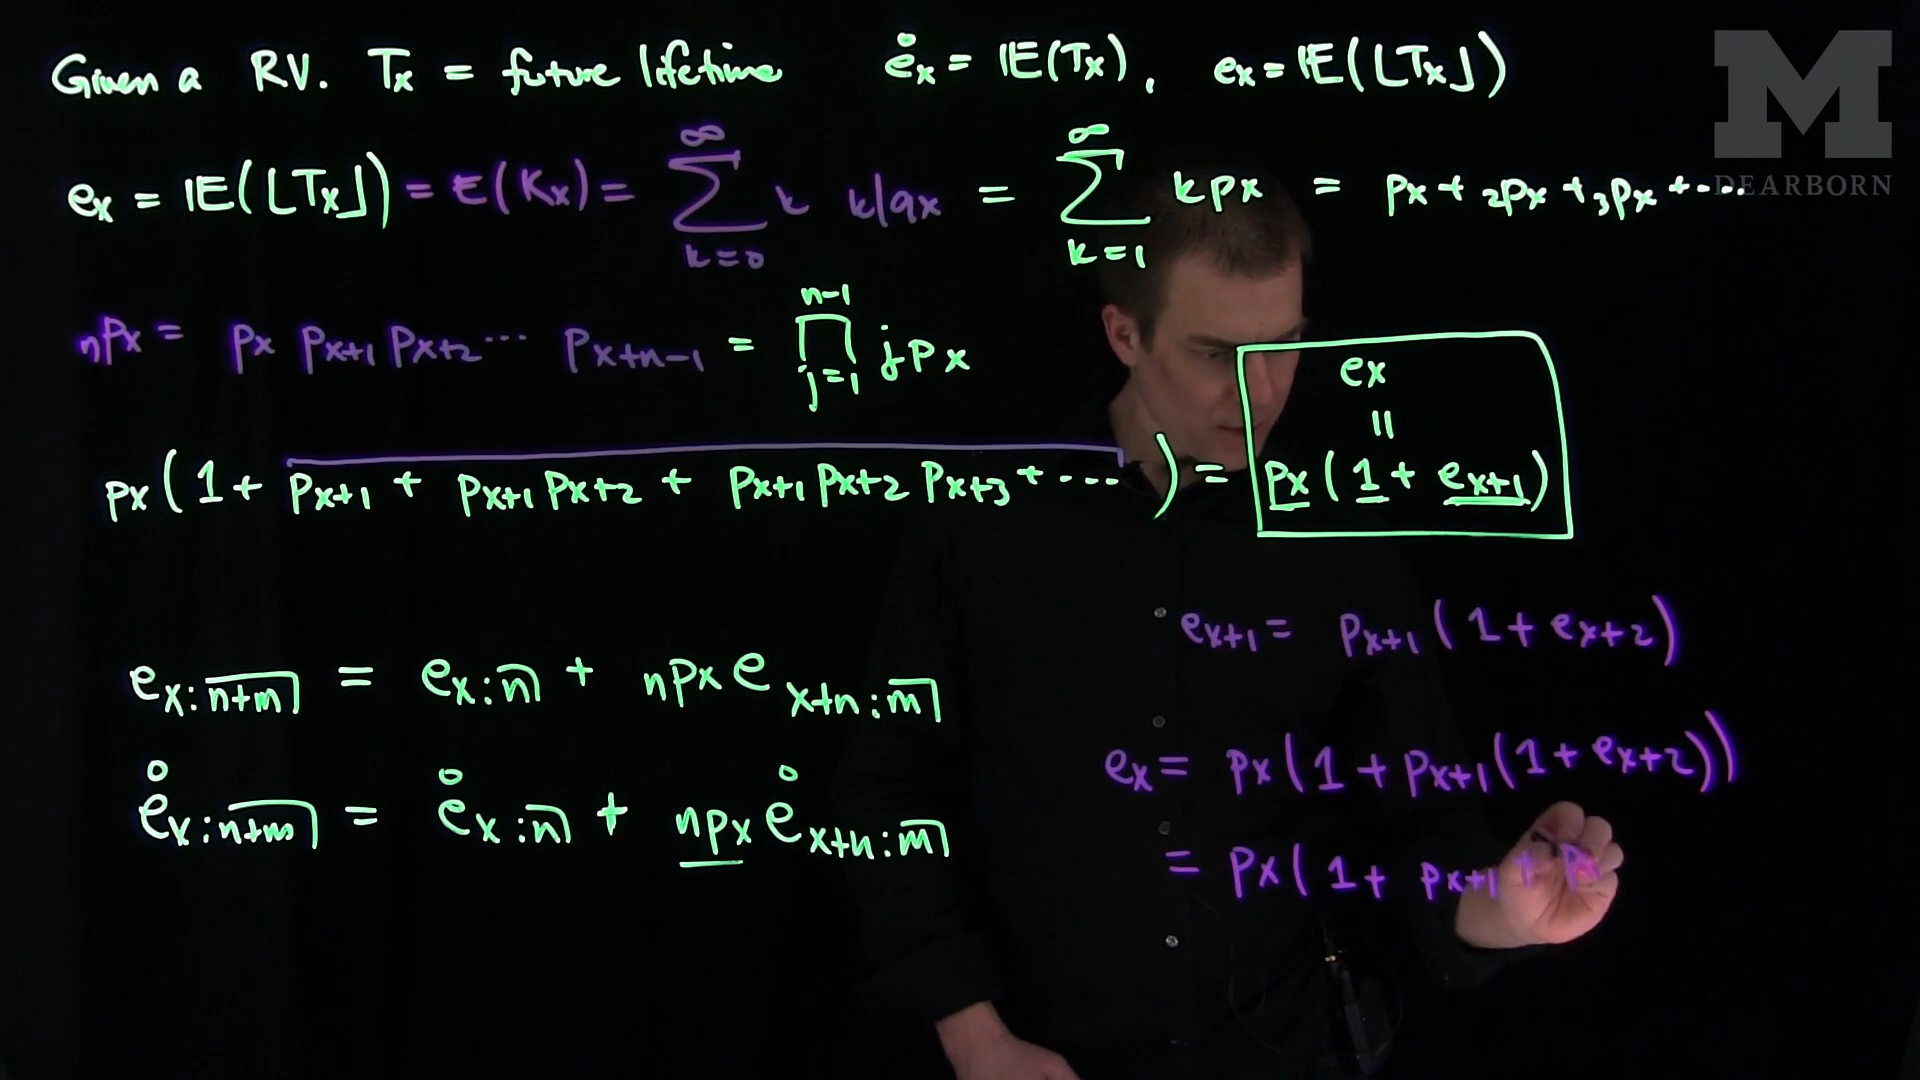 Given a RV. Tx = future lifetime   e̊x = IE(Tx),   ex = IE(⌊Tx⌋)
M
DEARBORN
ex = IE(⌊Tx⌋) = E(Kx) = ∞ ∑ k=0 k k|qx = ∞ ∑ k=1 kpx = px + 2px + 3px + ...
npx = px px+1 px+2 ... px+n-1 = n-1 ∏ j=1 jpx
ex
=
px(1 + px+1 + px+1 px+2 + px+1 px+2 px+3 + ...) = px(1 + ex+1)
ex+1 = px+1(1 + ex+2)
ex:n+m⌉ = ex:n⌉ + npx ex+n:m⌉
ex = px(1 + px+1(1 + ex+2))
e̊x:n+m⌉ = e̊x:n⌉ + npx e̊x+n:m⌉
= px(1 + px+1 + p